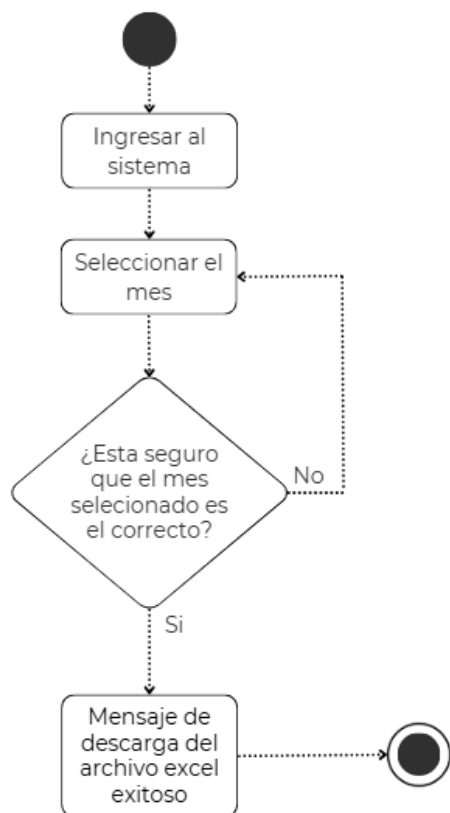 Ingresar al
sistema
Seleccionar el
mes
¿Esta seguro
que el mes
selecionado es
el correcto?
No
Si
Mensaje de
descarga del
archivo excel
exitoso